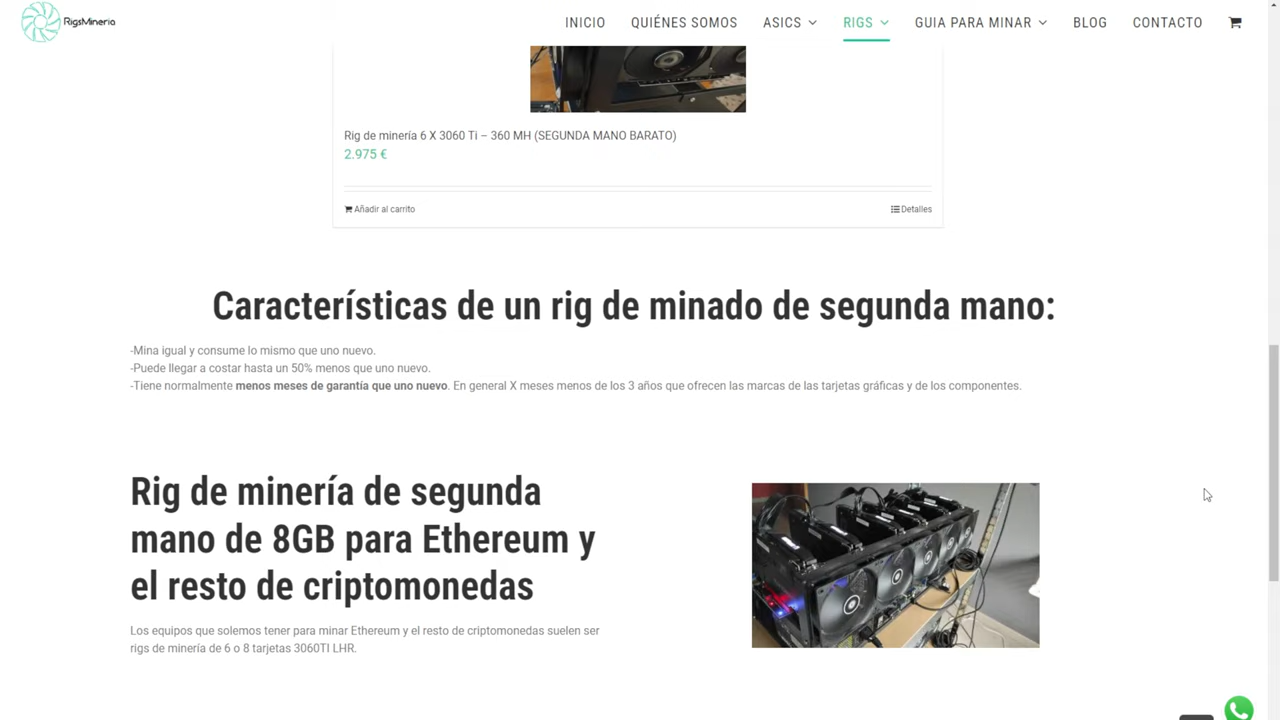 RigsMineria
INICIO QUIÉNES SOMOS ASICS RIGS GUIA PARA MINAR BLOG CONTACTO
Rig de minería 6 X 3060 Ti – 360 MH (SEGUNDA MANO BARATO)
2.975 €
Añadir al carrito Detalles
Características de un rig de minado de segunda mano:
-Mina igual y consume lo mismo que uno nuevo.
-Puede llegar a costar hasta un 50% menos que uno nuevo.
-Tiene normalmente menos meses de garantía que uno nuevo. En general X meses menos de los 3 años que ofrecen las marcas de las tarjetas gráficas y de los componentes.
Rig de minería de segunda
mano de 8GB para Ethereum y
el resto de criptomonedas
Los equipos que solemos tener para minar Ethereum y el resto de criptomonedas suelen ser
rigs de minería de 6 o 8 tarjetas 3060TI LHR.